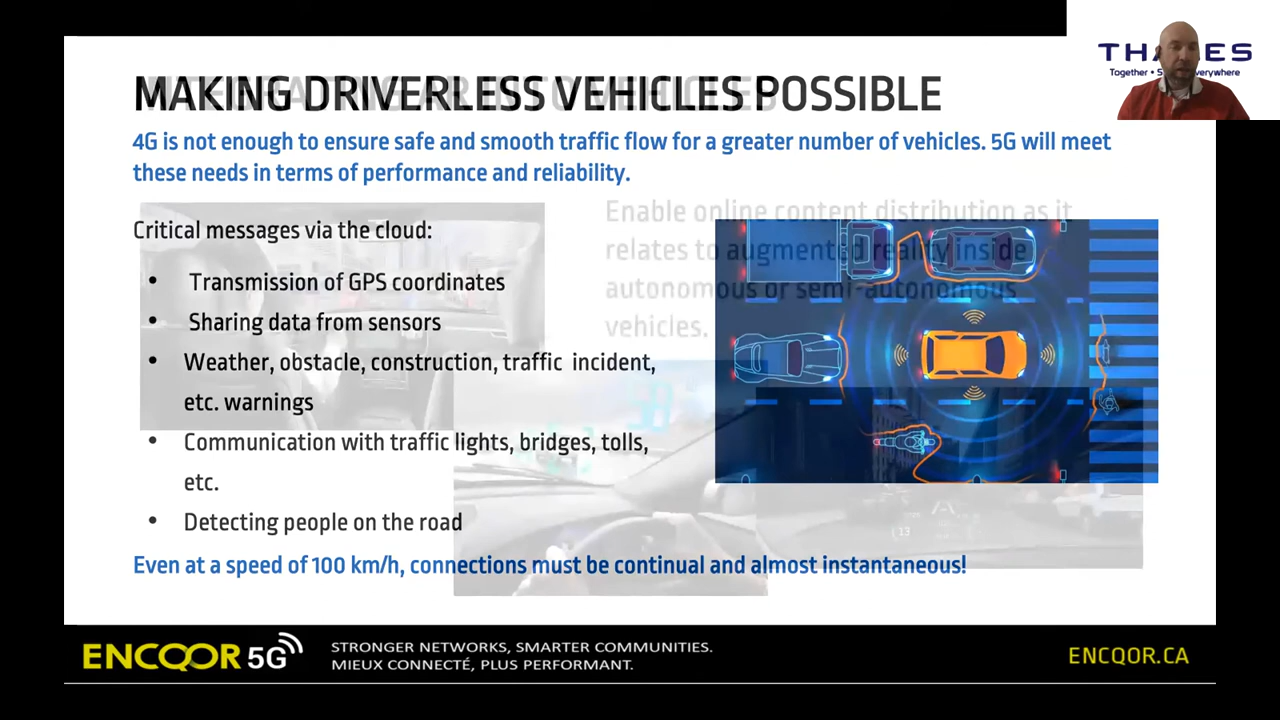 THALES
Together • S
erywhere
MAKING DRIVERLESS VEHICLES POSSIBLE
4G is not enough to ensure safe and smooth traffic flow for a greater number of vehicles. 5G will meet
these needs in terms of performance and reliability.
Critical messages via the cloud:
• Transmission of GPS coordinates
• Sharing data from sensors
• Weather, obstacle, construction, traffic incident,
etc. warnings
• Communication with traffic lights, bridges, tolls,
etc.
• Detecting people on the road
Even at a speed of 100 km/h, connections must be continual and almost instantaneous!
Enable online content distribution as it
relates to augmented reality inside
autonomous or semi-autonomous
vehicles.
ENCQOR 5G
STRONGER NETWORKS, SMARTER COMMUNITIES.
MIEUX CONNECTÉ, PLUS PERFORMANT.
ENCQOR.CA